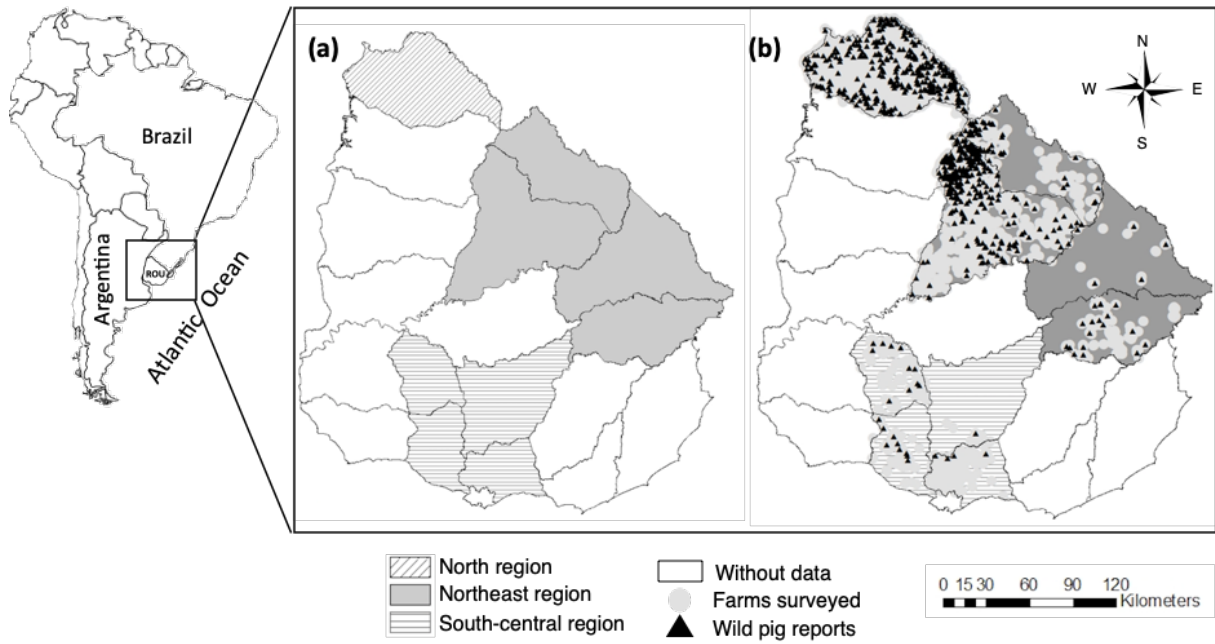 Brazil
ROU
Argentina
Atlantic Ocean
(a)
(b)
N
W
E
S
North region
Northeast region
South-central region
Without data
Farms surveyed
Wild pig reports
0 15 30 60 90 120
Kilometers